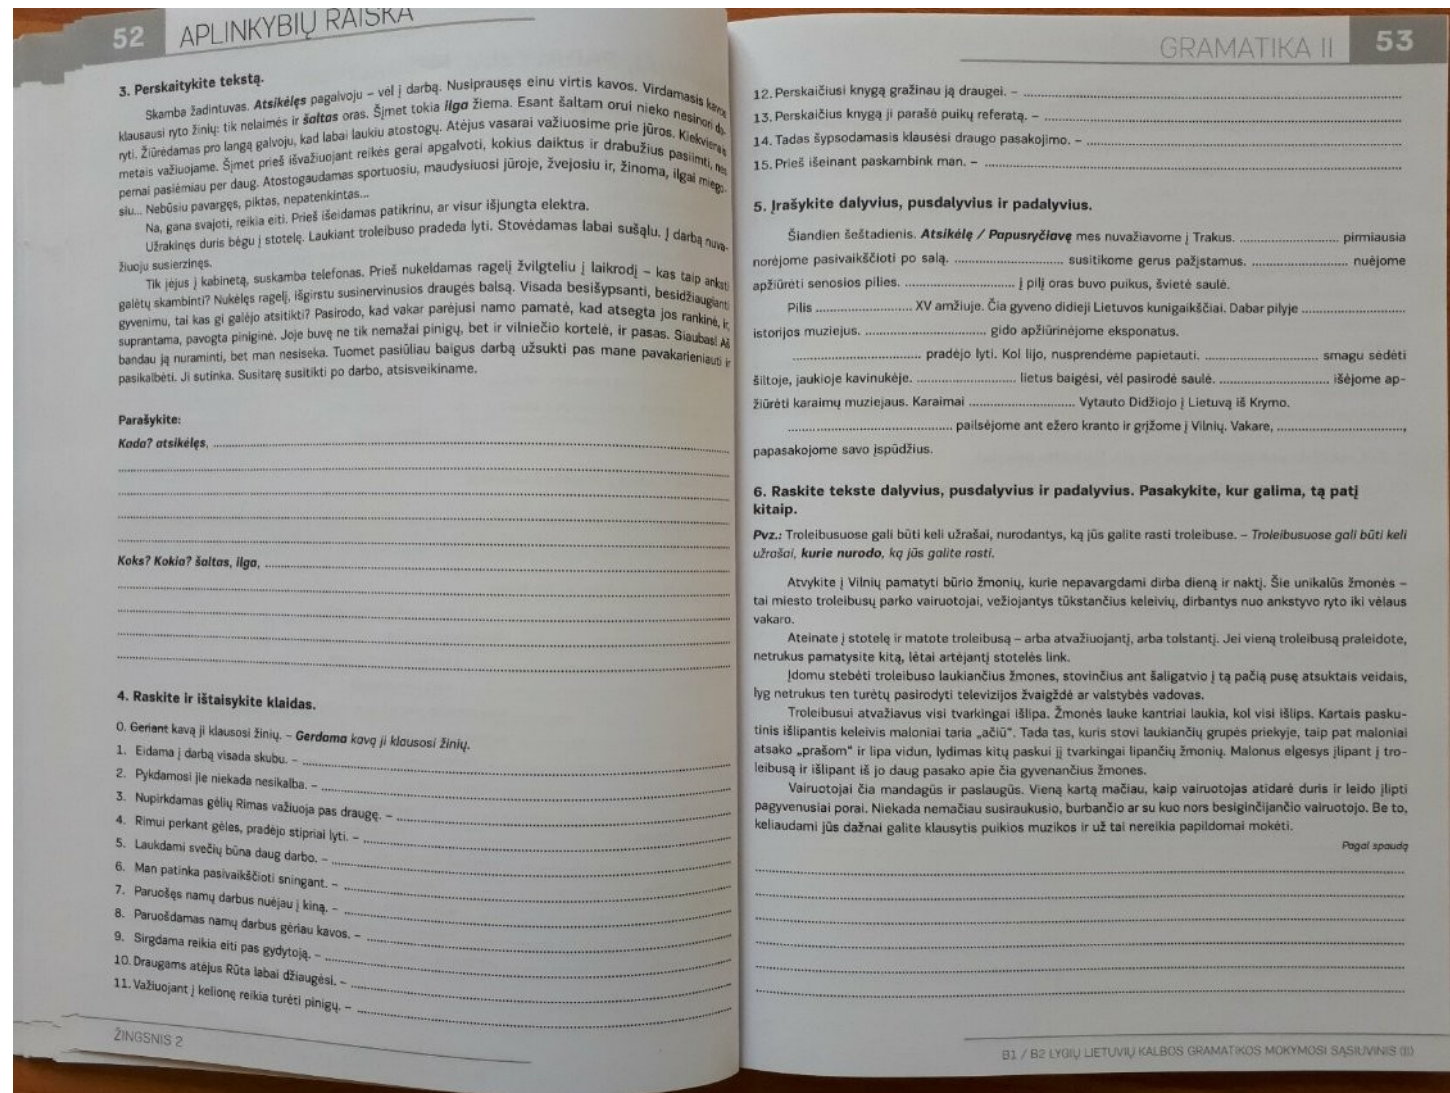 52 APLINKYBIŲ RAIŠKA
3. Perskaitykite tekstą.
Skamba žadintuvas. Atsikėlęs pagalvoju – vėl į darbą. Nusiprausęs einu virtis kavos. Virdamasis kavos
klausausi ryto žinių: tik nelaimės ir šaltas oras. Šįmet tokia ilga žiema. Esant šaltam orui nieko nesinori da-
ryti. Žiūrėdamas pro langą galvoju, kad labai laukiu atostogų. Atėjus vasarai važiuosime prie jūros. Kiekvienais
metais važiuojame. Šįmet prieš išvažiuojant reikės gerai apgalvoti, kokius daiktus ir drabužius pasiimti, nes
pernai pasiėmiau per daug. Atostogaudamas sportuosiu, maudysiuosi jūroje, žvejosiu ir, žinoma, ilgai miego-
siu... Nebūsiu pavargęs, piktas, nepatenkintas...
Na, gana svajoti, reikia eiti. Prieš išeidamas patikrinu, ar visur išjungta elektra.
Užrakinęs duris bėgu į stotelę. Laukiant troleibuso pradeda lyti. Stovėdamas labai sušąlu. Į darbą nuva-
žiuoju susierzinęs.
Tik įėjus į kabinetą, suskamba telefonas. Prieš nukeldamas ragelį žvilgteliu į laikrodį – kas taip anksti
galėtų skambinti? Nukėlęs ragelį, išgirstu susinervinusios draugės balsą. Visada besišypsanti, besidžiaugianti
gyvenimu, tai kas gi galėjo atsitikti? Pasirodo, kad vakar parėjusi namo pamatė, kad atsegta jos rankinė, ir,
suprantama, pavogta piniginė. Joje buvę ne tik nemažai pinigų, bet ir vilniečio kortelė, ir pasas. Siaubas! Aš
bandau ją nuraminti, bet man nesiseka. Tuomet pasiūliau baigus darbą užsukti pas mane pavakarieniauti ir
pasikalbėti. Ji sutinka. Susitarę susitikti po darbo, atsisveikiname.
Parašykite:
Kada? atsikėlęs,
Koks? Kokia? šaltas, ilga,
4. Raskite ir ištaisykite klaidas.
0. Geriant kavą ji klausosi žinių. – Gerdama kavą ji klausosi žinių.
1. Eidama į darbą visada skubu. –
2. Pykdamosi jie niekada nesikalba. –
3. Nupirkdamas gėlių Rimas važiuoja pas draugę. –
4. Rimui perkant gėles, pradėjo stipriai lyti. –
5. Laukdami svečių būna daug darbo. –
6. Man patinka pasivaikščioti sningant. –
7. Paruošęs namų darbus nuėjau į kiną. –
8. Paruošdamas namų darbus gėriau kavos. –
9. Sirgdama reikia eiti pas gydytoją. –
10. Draugams atėjus Rūta labai džiaugėsi. –
11. Važiuojant į kelionę reikia turėti pinigų. –
ŽINGSNIS 2
GRAMATIKA II 53
12. Perskaičiusi knygą gražinau ją draugei. –
13. Perskaičius knygą ji parašė puikų referatą. –
14. Tadas šypsodamasis klausėsi draugo pasakojimo. –
15. Prieš išeinant paskambink man. –
5. Įrašykite dalyvius, pusdalyvius ir padalyvius.
Šiandien šeštadienis. Atsikėlę / Papusryčiavę mes nuvažiavome į Trakus. ........ pirmiausia
norėjome pasivaikščioti po salą. ........ susitikome gerus pažįstamus. ........ nuėjome
apžiūrėti senosios pilies. ........ į pilį oras buvo puikus, švietė saulė.
Pilis ........ XV amžiuje. Čia gyveno didieji Lietuvos kunigaikščiai. Dabar pilyje ........
istorijos muziejus. ........ gido apžiūrinėjome eksponatus.
........ pradėjo lyti. Kol lijo, nusprendėme papietauti. ........ smagu sėdėti
šiltoje, jaukioje kavinukėje. ........ lietus baigėsi, vėl pasirodė saulė. ........ išėjome ap-
žiūrėti karaimų muziejaus. Karaimai ........ Vytauto Didžiojo į Lietuvą iš Krymo.
........ pailsėjome ant ežero kranto ir grįžome į Vilnių. Vakare, ........,
papasakojome savo įspūdžius.
6. Raskite tekste dalyvius, pusdalyvius ir padalyvius. Pasakykite, kur galima, tą patį
kitaip.
Pvz.: Troleibusuose gali būti keli užrašai, nurodantys, ką jūs galite rasti troleibuse. – Troleibusuose gali būti keli
užrašai, kurie nurodo, ką jūs galite rasti.
Atvykite į Vilnių pamatyti būrio žmonių, kurie nepavargdami dirba dieną ir naktį. Šie unikalūs žmonės –
tai miesto troleibusų parko vairuotojai, vežiojantys tūkstančius keleivių, dirbantys nuo ankstyvo ryto iki vėlaus
vakaro.
Ateinate į stotelę ir matote troleibusą – arba atvažiuojantį, arba tolstantį. Jei vieną troleibusą praleidote,
netrukus pamatysite kitą, lėtai artėjantį stotelės link.
Įdomu stebėti troleibuso laukiančius žmones, stovinčius ant šaligatvio į tą pačią pusę atsuktais veidais,
lyg netrukus ten turėtų pasirodyti televizijos žvaigždė ar valstybės vadovas.
Troleibusui atvažiavus visi tvarkingai išlipa. Žmonės lauke kantriai laukia, kol visi išlips. Kartais pasku-
tinis išlipantis keleivis maloniai taria „ačiū“. Tada tas, kuris stovi laukiančių grupės priekyje, taip pat maloniai
atsako „prašom“ ir lipa vidun, lydimas kitų paskui jį tvarkingai lipančių žmonių. Malonus elgesys įlipant į tro-
leibusą ir išlipant iš jo daug pasako apie čia gyvenančius žmones.
Vairuotojai čia mandagūs ir paslaugūs. Vieną kartą mačiau, kaip vairuotojas atidarė duris ir leido įlipti
pagyvenusiai porai. Niekada nemačiau susiraukusio, burbančio ar su kuo nors besiginčijančio vairuotojo. Be to,
keliaudami jūs dažnai galite klausytis puikios muzikos ir už tai nereikia papildomai mokėti.
Pagal spaudą
B1 / B2 LYGIŲ LIETUVIŲ KALBOS GRAMATIKOS MOKYMOSI SĄSIUVINIS (II)